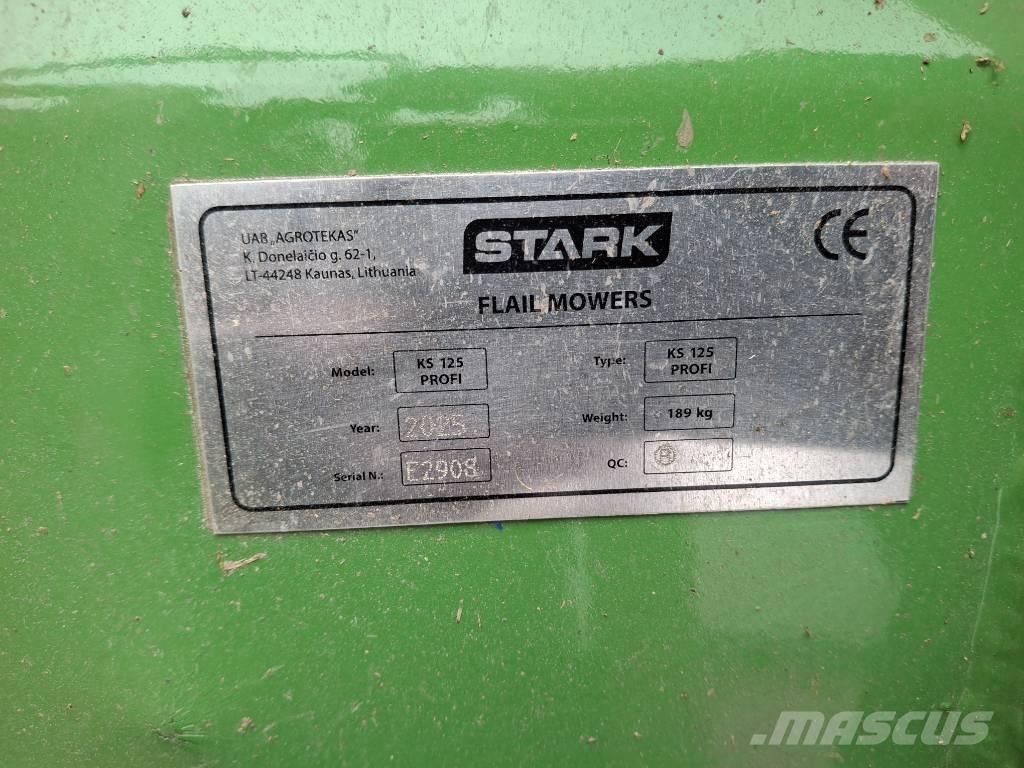 UAB „AGROTEKAS"
K. Donelaičio g. 62-1,
LT-44248 Kaunas, Lithuania
STARK
CE
FLAIL MOWERS
Model: KS 125 PROFI
Type: KS 125 PROFI
Year: 2025
Weight: 189 kg
Serial N.: E2908
QC:
MASCUS